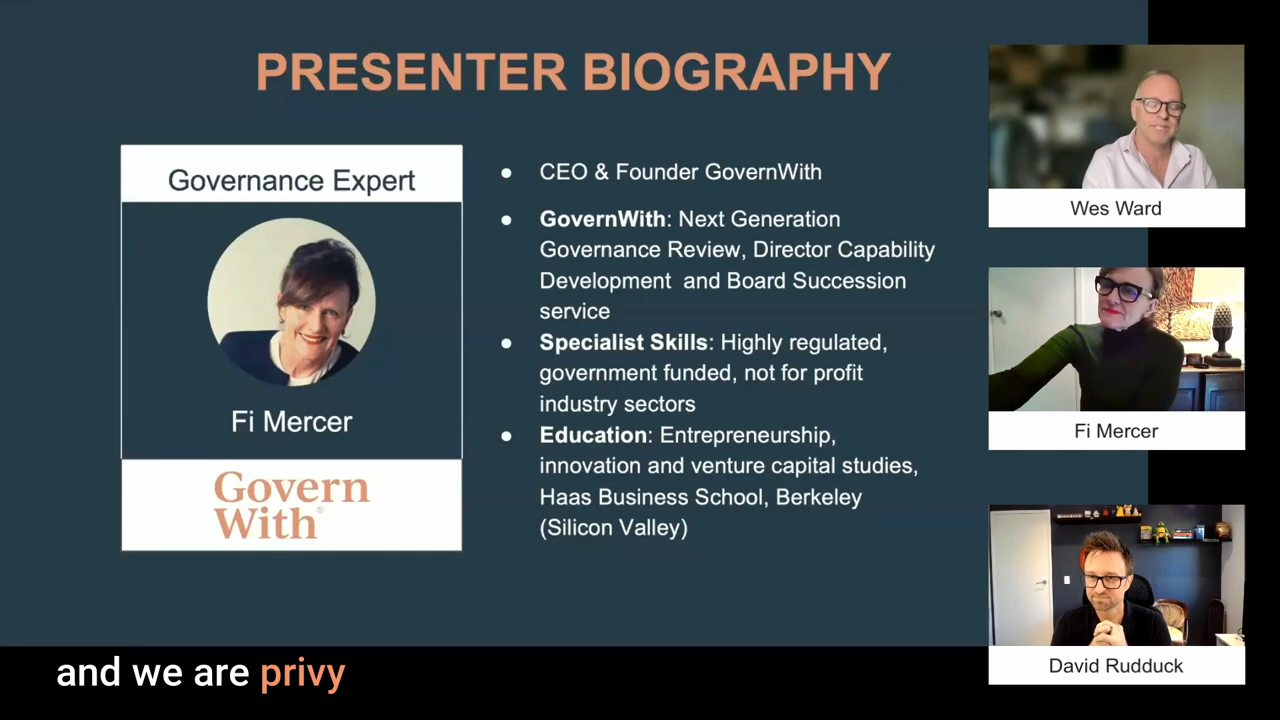 PRESENTER BIOGRAPHY
Governance Expert
Fi Mercer
Govern
With®
● CEO & Founder GovernWith
● GovernWith: Next Generation
Governance Review, Director Capability
Development and Board Succession
service
● Specialist Skills: Highly regulated,
government funded, not for profit
industry sectors
● Education: Entrepreneurship,
innovation and venture capital studies,
Haas Business School, Berkeley
(Silicon Valley)
Wes Ward
Fi Mercer
David Rudduck
and we are privy